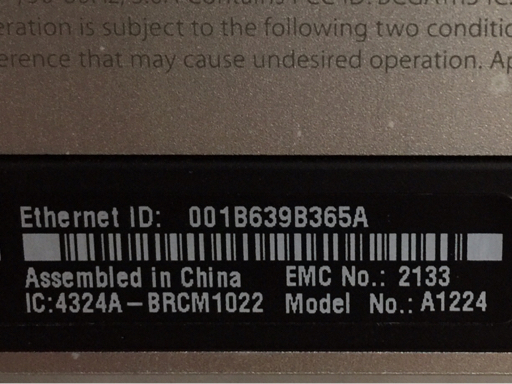 eration is subject to the following two conditio
erence that may cause undesired operation. Ap
Ethernet ID: 001B639B365A
Assembled in China EMC No.: 2133
IC:4324A-BRCM1022 Model No.: A1224